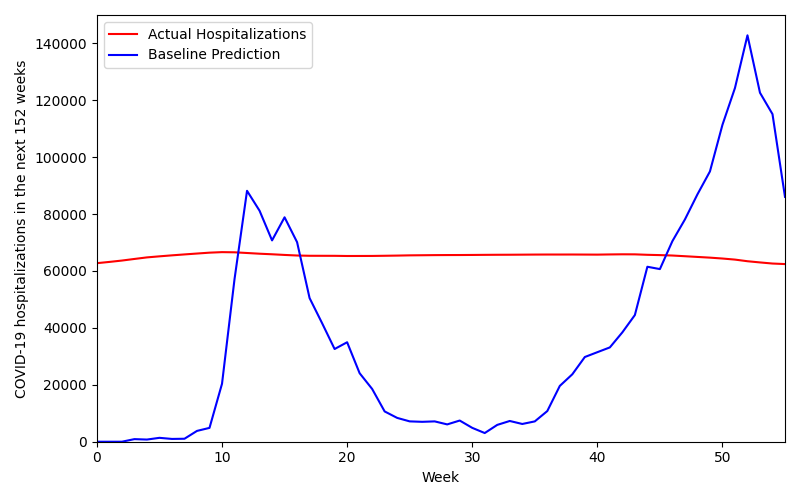 Actual Hospitalizations
Baseline Prediction
COVID-19 hospitalizations in the next 152 weeks
140000
120000
100000
80000
60000
40000
20000
0
0 10 20 30 40 50
Week